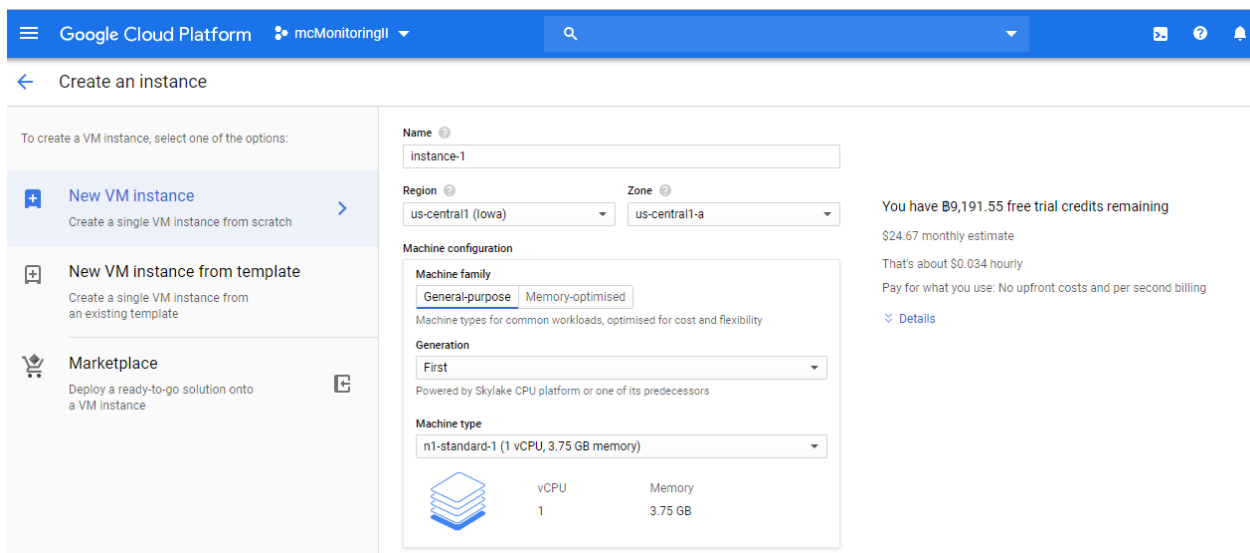 Google Cloud Platform mcMonitoringII
Create an instance
To create a VM instance, select one of the options:
New VM instance
Create a single VM instance from scratch
New VM instance from template
Create a single VM instance from
an existing template
Marketplace
Deploy a ready-to-go solution onto
a VM instance
Name
instance-1
Region Zone
us-central1 (Iowa) us-central1-a
Machine configuration
Machine family
General-purpose Memory-optimised
Machine types for common workloads, optimised for cost and flexibility
Generation
First
Powered by Skylake CPU platform or one of its predecessors
Machine type
n1-standard-1 (1 vCPU, 3.75 GB memory)
vCPU Memory
1 3.75 GB
You have ฿9,191.55 free trial credits remaining
$24.67 monthly estimate
That's about $0.034 hourly
Pay for what you use: No upfront costs and per second billing
Details